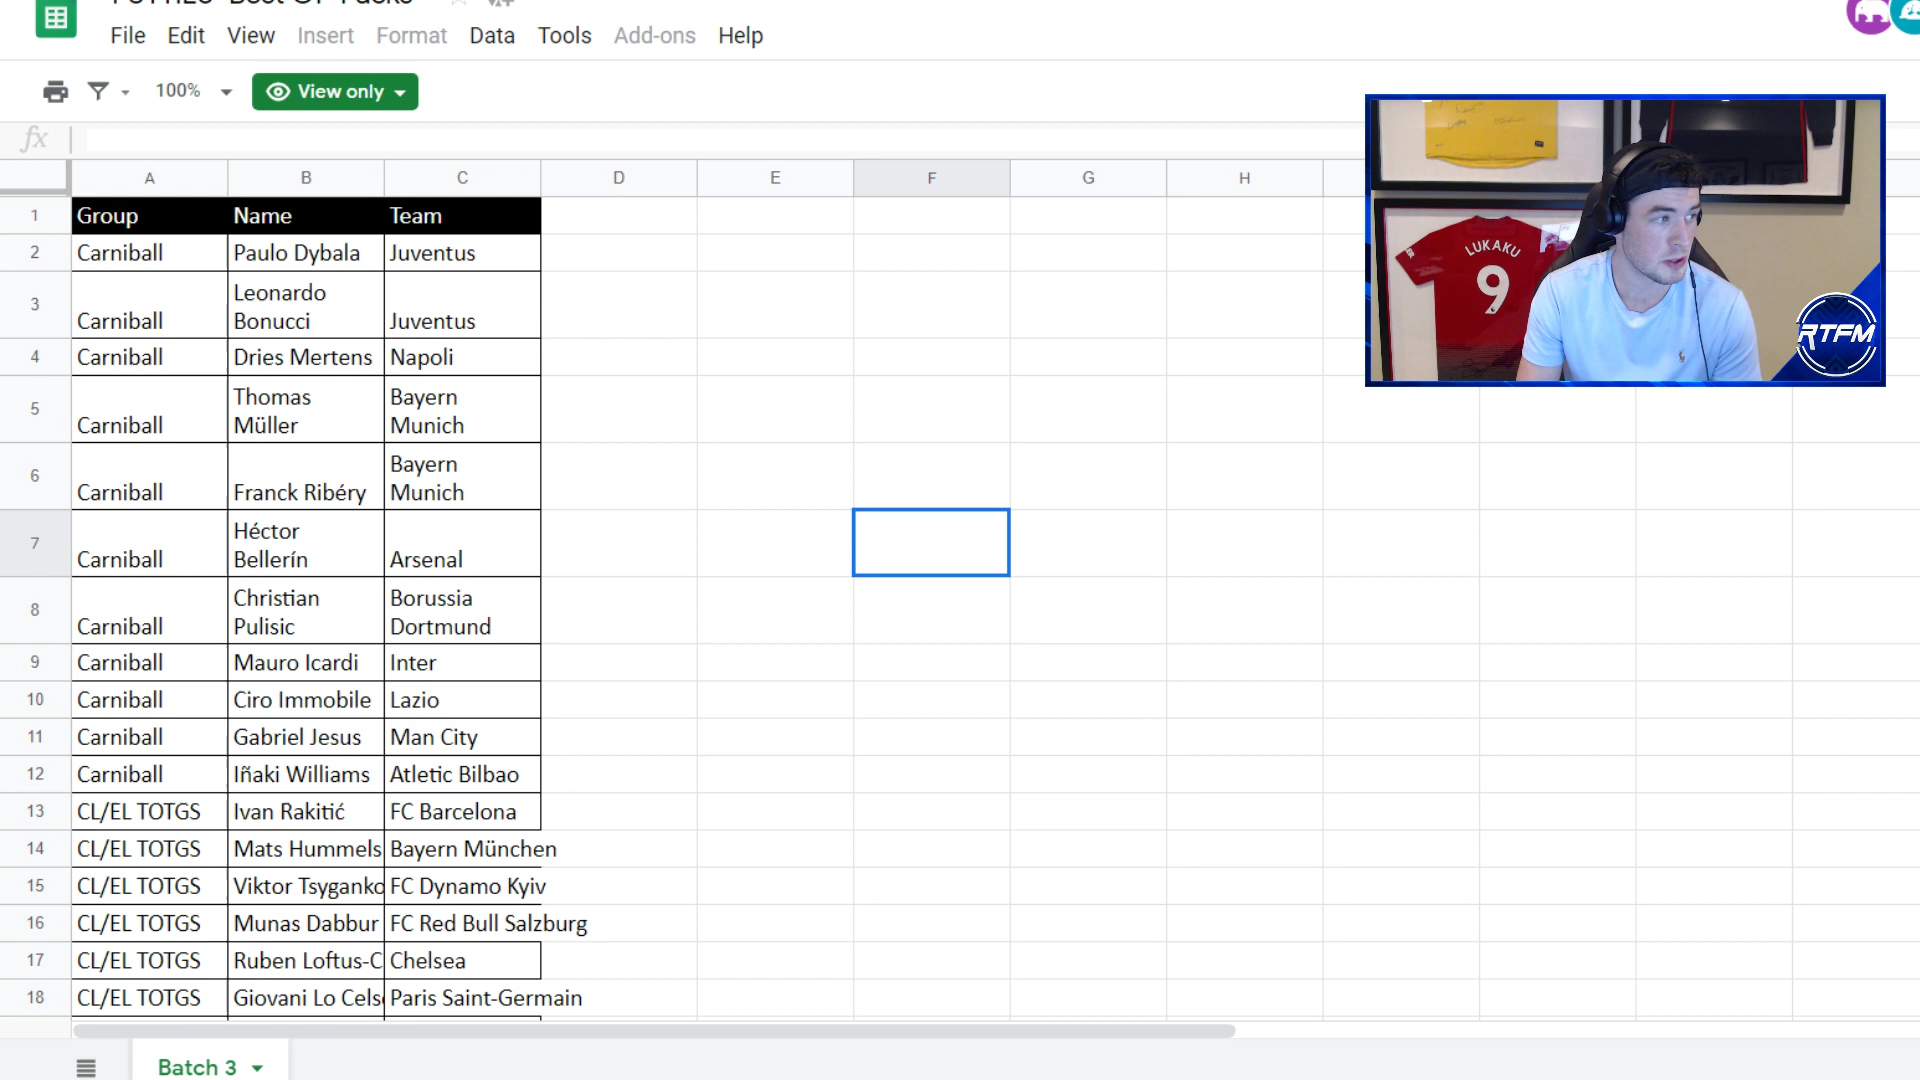 File Edit View Insert Format Data Tools Add-ons Help
100% View only
fx
A B C D E F G H
1 Group Name Team
2 Carniball Paulo Dybala Juventus
3 Carniball Leonardo Bonucci Juventus
4 Carniball Dries Mertens Napoli
5 Carniball Thomas Müller Bayern Munich
6 Carniball Franck Ribéry Bayern Munich
7 Carniball Héctor Bellerín Arsenal
8 Carniball Christian Pulisic Borussia Dortmund
9 Carniball Mauro Icardi Inter
10 Carniball Ciro Immobile Lazio
11 Carniball Gabriel Jesus Man City
12 Carniball Iñaki Williams Atletic Bilbao
13 CL/EL TOTGS Ivan Rakitić FC Barcelona
14 CL/EL TOTGS Mats Hummels Bayern München
15 CL/EL TOTGS Viktor Tsyganko FC Dynamo Kyiv
16 CL/EL TOTGS Munas Dabbur FC Red Bull Salzburg
17 CL/EL TOTGS Ruben Loftus-C Chelsea
18 CL/EL TOTGS Giovani Lo Cels Paris Saint-Germain
Batch 3
LUKAKU
9
RTFM